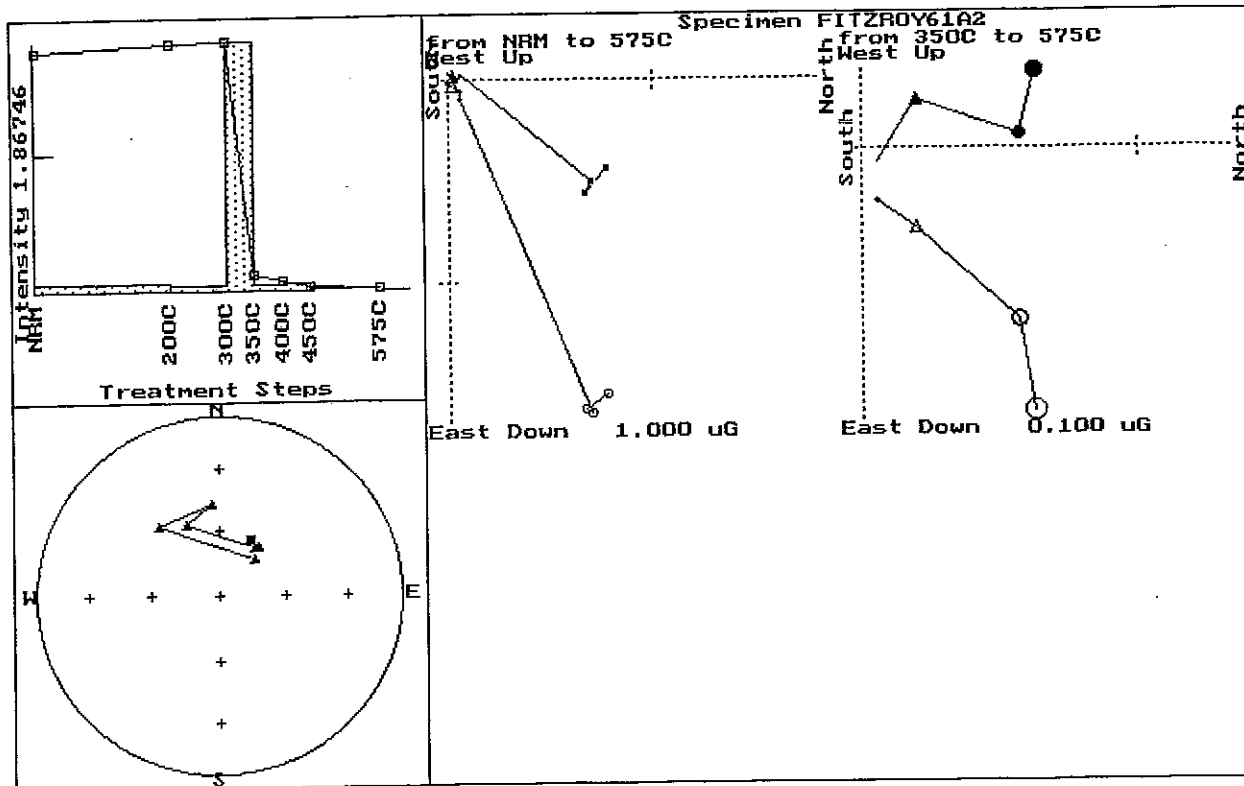 Specimen FITZROY61A2
from NRM to 575C
West Up
South
North
East Down 1.000 uG
from 350C to 575C
West Up
South
North
East Down 0.100 uG
Intensity 1.86746
NRM
200C
300C
350C
400C
450C
575C
Treatment Steps
N
W
E
S